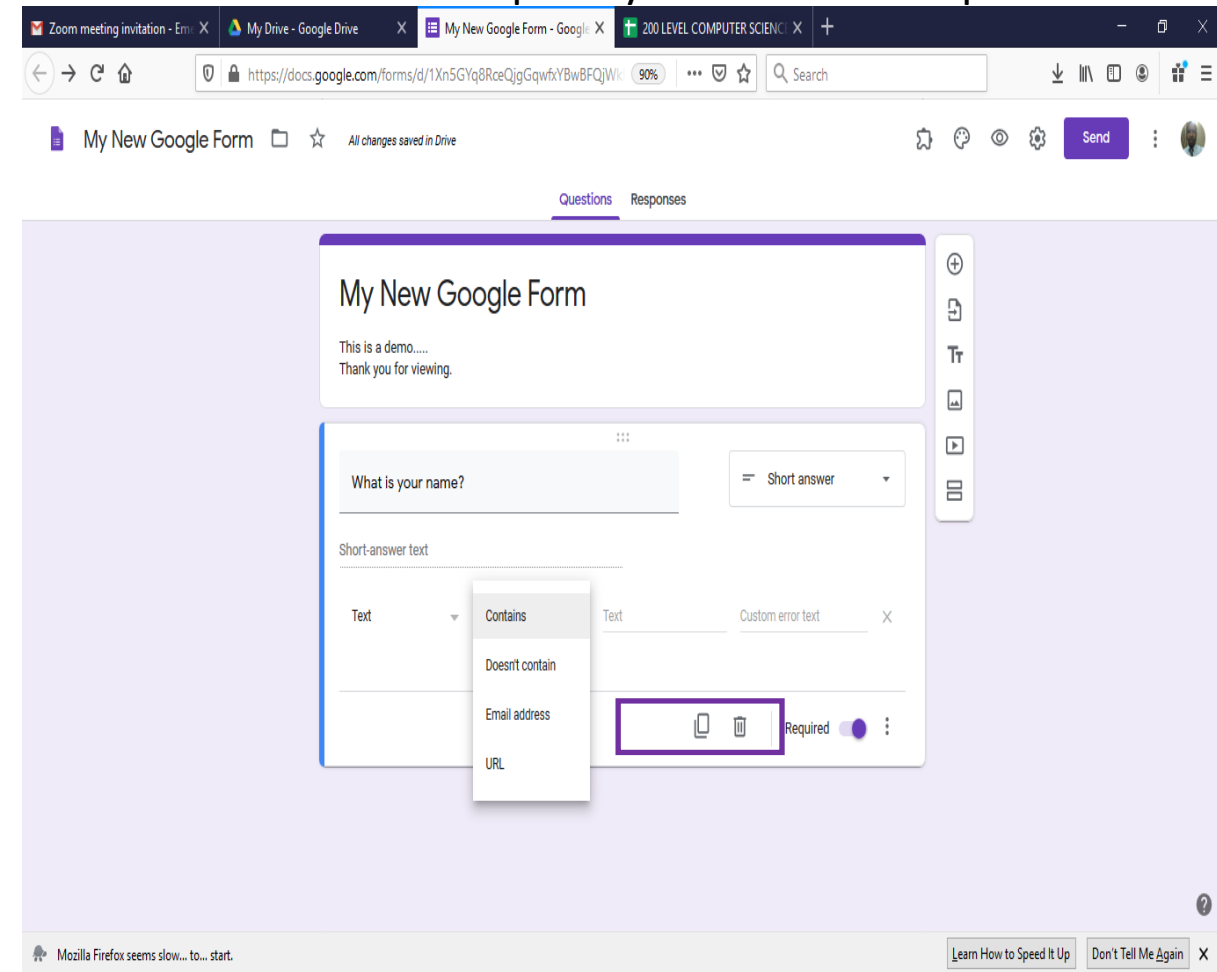 Zoom meeting invitation - Eme
My Drive - Google Drive
My New Google Form - Google
200 LEVEL COMPUTER SCIENCE
https://docs.google.com/forms/d/1Xn5GYq8RceQjgGqwfxYBwBFQjWk
90%
Search
My New Google Form
All changes saved in Drive
Send
Questions Responses
My New Google Form
This is a demo.....
Thank you for viewing.
What is your name?
Short answer
Short-answer text
Text
Contains
Text
Custom error text
Doesn't contain
Email address
URL
Required
Mozilla Firefox seems slow... to... start.
Learn How to Speed It Up
Don't Tell Me Again